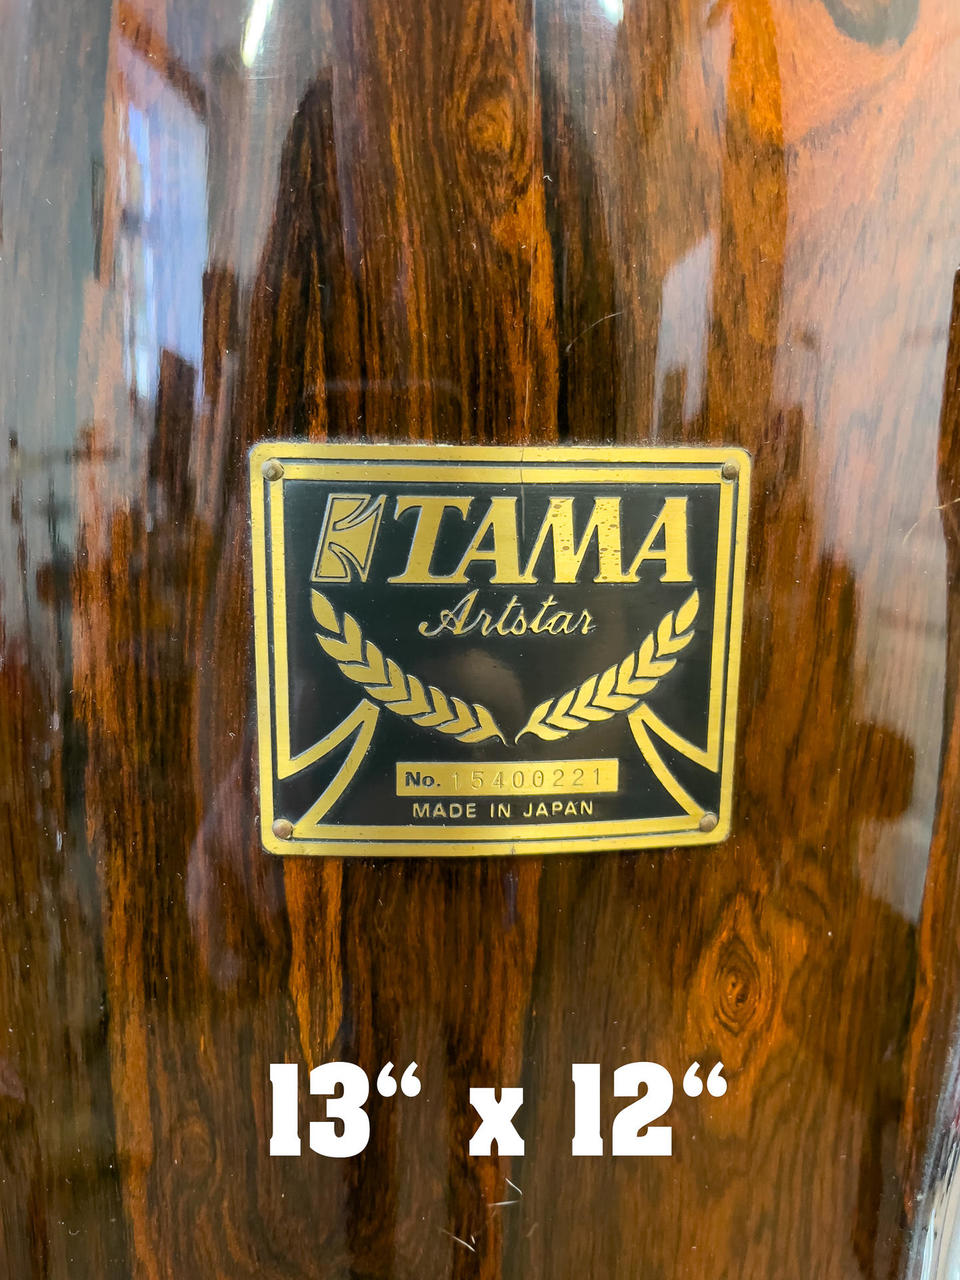 TAMA
Artstar
No. 15400221
MADE IN JAPAN
13“ x 12“